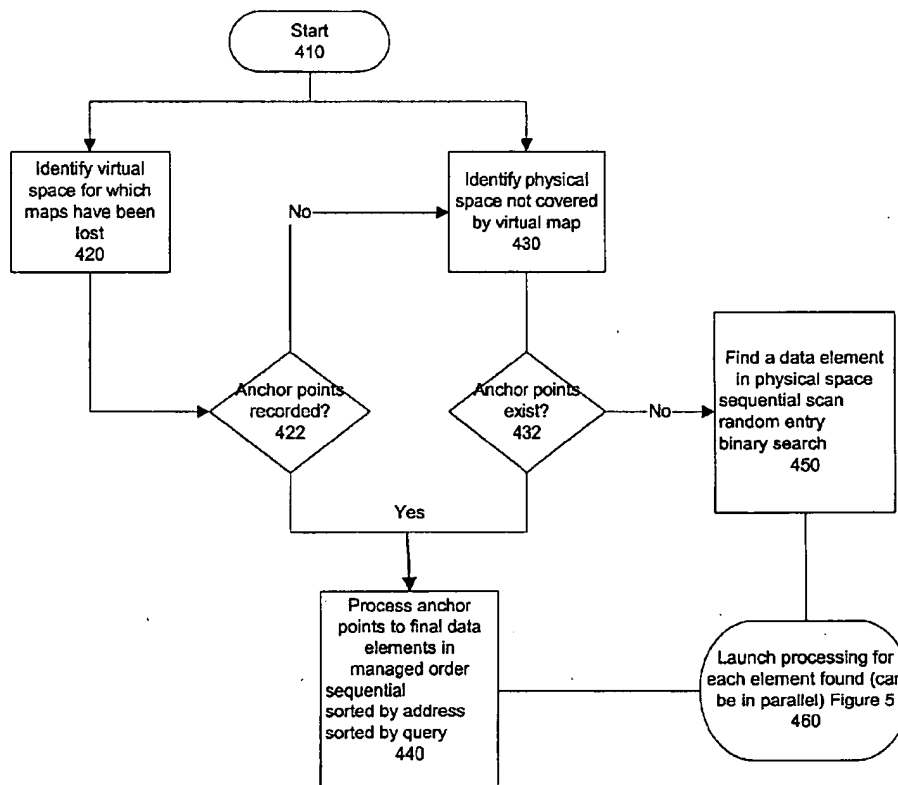 Start
410
Identify virtual
space for which
maps have been
lost
420
No
Identify physical
space not covered
by virtual map
430
Anchor points
recorded?
422
Anchor points
exist?
432
No
Find a data element
in physical space
sequential scan
random entry
binary search
450
Yes
Process anchor
points to final data
elements in
managed order
sequential
sorted by address
sorted by query
440
Launch processing for
each element found (can
be in parallel) Figure 5
460